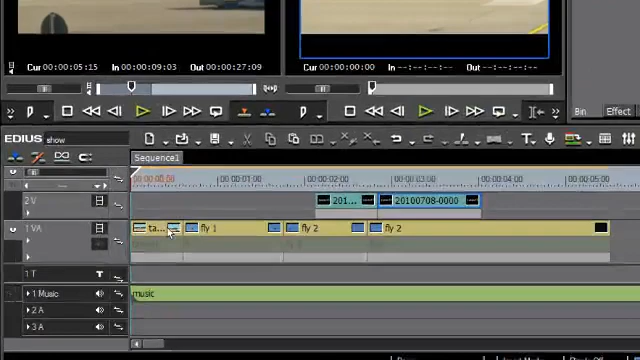 Cur 00:00:05:15 In 00:00:09:03 Out 00:00:27:09
Cur 00:00:00:00 In --:--:--:-- Out --:--:--:--
Bin Effect
EDIUS show
Sequence1
00:00:00:00 00:00:01:00 00:00:02:00 00:00:03:00 00:00:04:00 00:00:05:00
2 V 201... 20100708-0000
1 VA ta... fly 1 fly 2 fly 2
1 T T
1 Music music
2 A
3 A